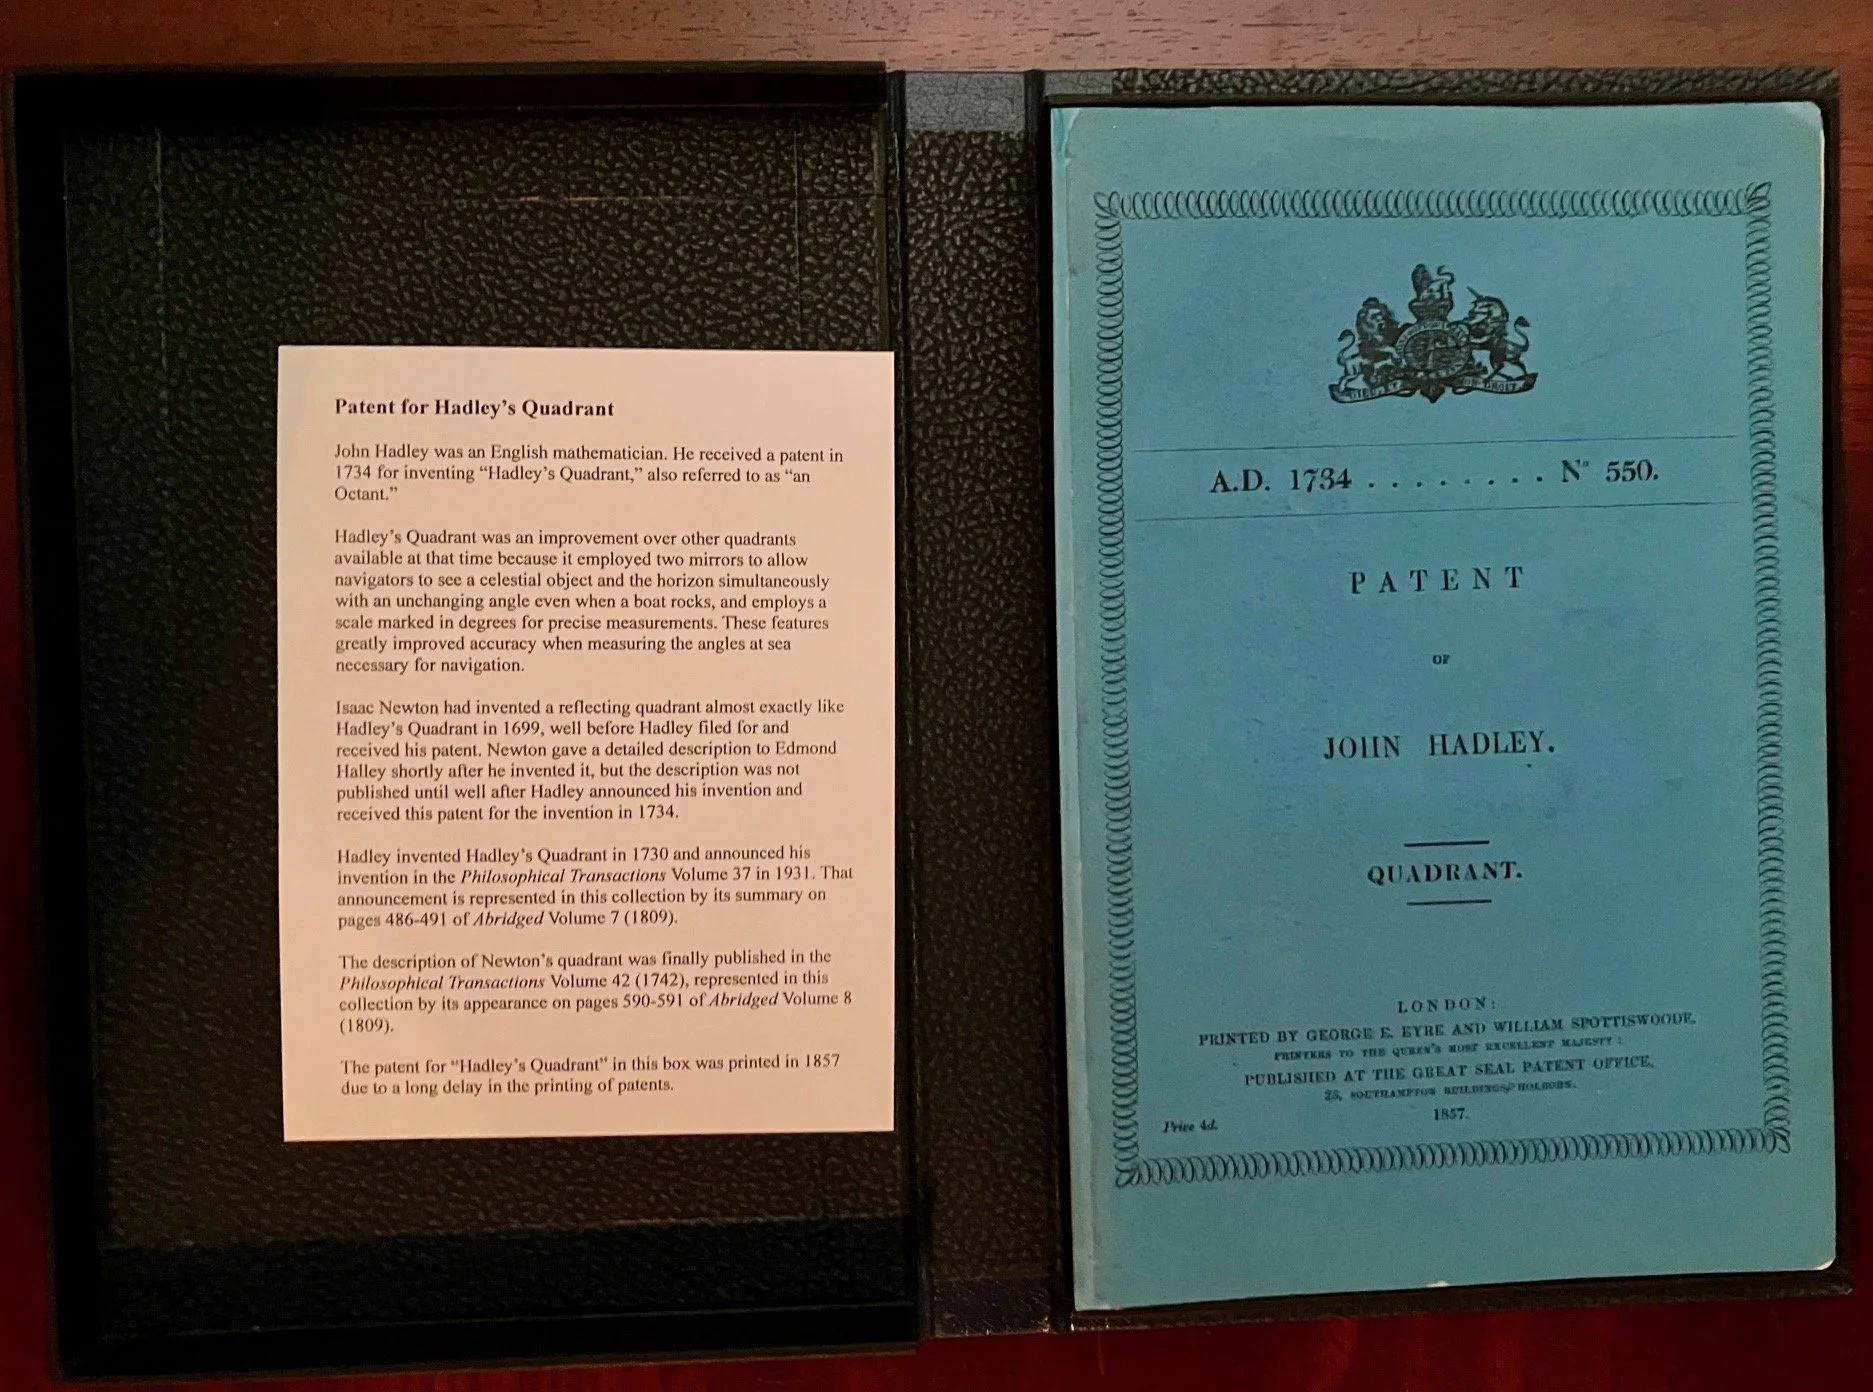 Patent for Hadley's Quadrant
John Hadley was an English mathematician. He received a patent in
1734 for inventing “Hadley's Quadrant,” also referred to as “an
Octant.”
Hadley's Quadrant was an improvement over other quadrants
available at that time because it employed two mirrors to allow
navigators to see a celestial object and the horizon simultaneously
with an unchanging angle even when a boat rocks, and employs a
scale marked in degrees for precise measurements. These features
greatly improved accuracy when measuring the angles at sea
necessary for navigation.
Isaac Newton had invented a reflecting quadrant almost exactly like
Hadley's Quadrant in 1699, well before Hadley filed for and
received his patent. Newton gave a detailed description to Edmond
Halley shortly after he invented it, but the description was not
published until well after Hadley announced his invention and
received this patent for the invention in 1734.
Hadley invented Hadley's Quadrant in 1730 and announced his
invention in the Philosophical Transactions Volume 37 in 1931. That
announcement is represented in this collection by its summary on
pages 486-491 of Abridged Volume 7 (1809).
The description of Newton's quadrant was finally published in the
Philosophical Transactions Volume 42 (1742), represented in this
collection by its appearance on pages 590-591 of Abridged Volume 8
(1809).
The patent for “Hadley's Quadrant” in this box was printed in 1857
due to a long delay in the printing of patents.
A.D. 1734 . . . . . . . . . Nº 550.
PATENT
OF
JOHN HADLEY.
QUADRANT.
LONDON:
PRINTED BY GEORGE E. EYRE AND WILLIAM SPOTTISWOODE,
PRINTERS TO THE QUEEN'S MOST EXCELLENT MAJESTY:
PUBLISHED AT THE GREAT SEAL PATENT OFFICE,
25, SOUTHAMPTON BUILDINGS, HOLBORN.
Price 4d.
1857.